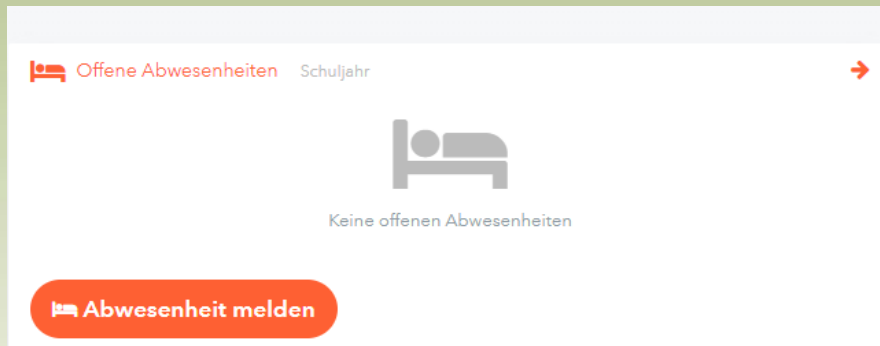 Offene Abwesenheiten Schuljahr
Keine offenen Abwesenheiten
Abwesenheit melden